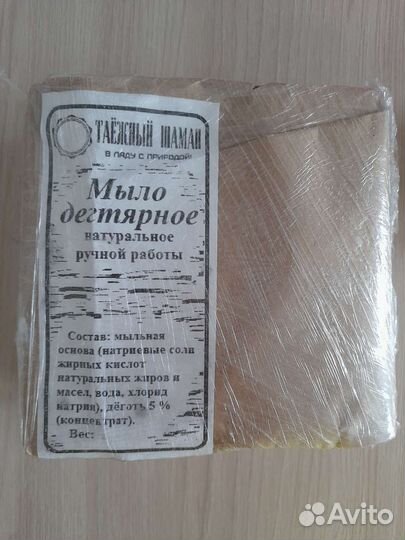 ТАЁЖНЫЙ ШАМАН
В ЛАДУ С ПРИРОДОЙ!
Мыло
дегтярное
натуральное
ручной работы
Состав: мыльная
основа (натриевые соли
жирных кислот
натуральных жиров и
масел, вода, хлорид
натрия), дёготь 5 %
(концентрат).
Вес:
Avito